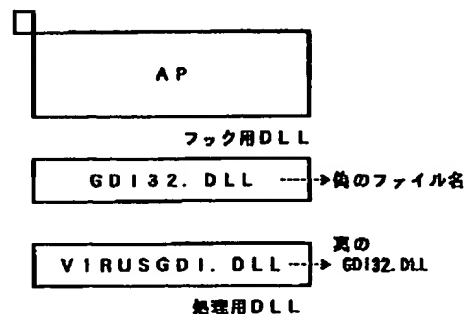 AP
フック用DLL
GDI32.DLL ----→偽のファイル名
VIRUSGDI.DLL ----→ 真の
GDI32.DLL
処理用DLL